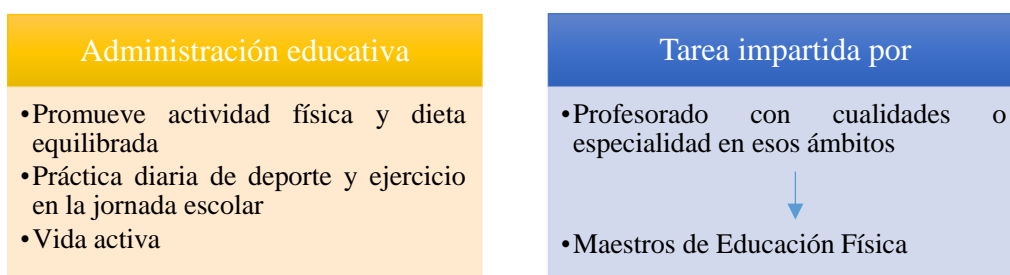 Administración educativa
•Promueve actividad física y dieta
equilibrada
•Práctica diaria de deporte y ejercicio
en la jornada escolar
•Vida activa
Tarea impartida por
•Profesorado con cualidades o
especialidad en esos ámbitos
•Maestros de Educación Física